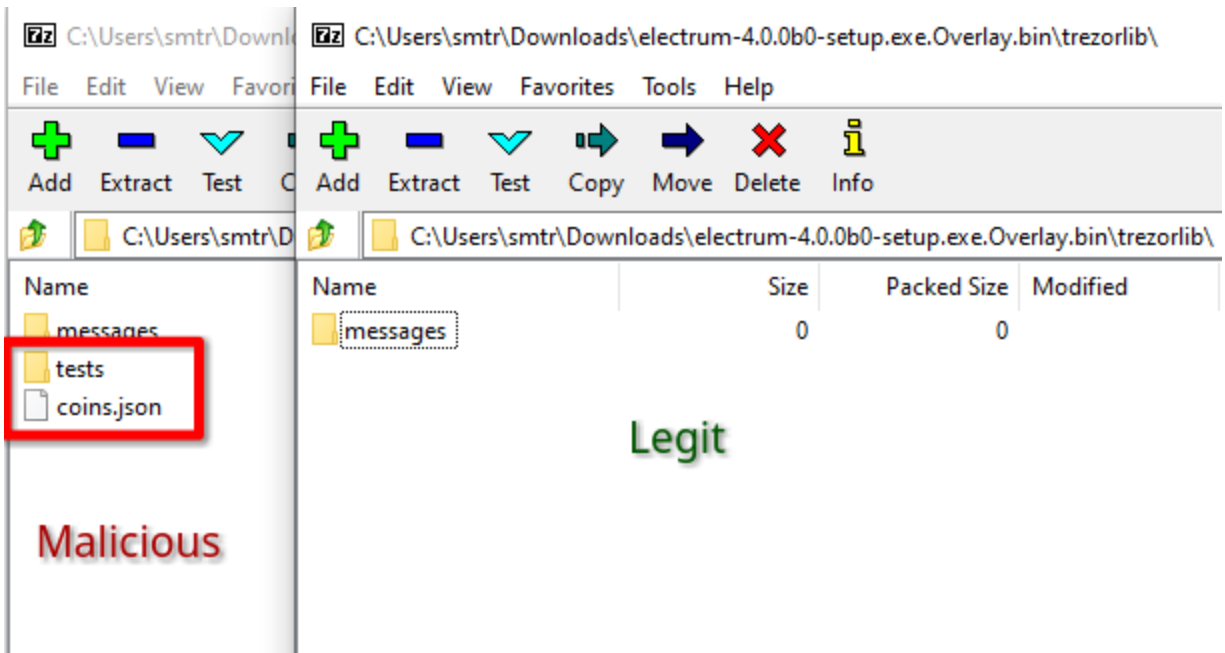 C:\Users\smtr\Downl
File Edit View Favori
Add Extract Test C
C:\Users\smtr\D
Name
messages
tests
coins.json
Malicious
C:\Users\smtr\Downloads\electrum-4.0.0b0-setup.exe.Overlay.bin\trezorlib\
File Edit View Favorites Tools Help
Add Extract Test Copy Move Delete Info
C:\Users\smtr\Downloads\electrum-4.0.0b0-setup.exe.Overlay.bin\trezorlib\
Name Size Packed Size Modified
messages 0 0
Legit